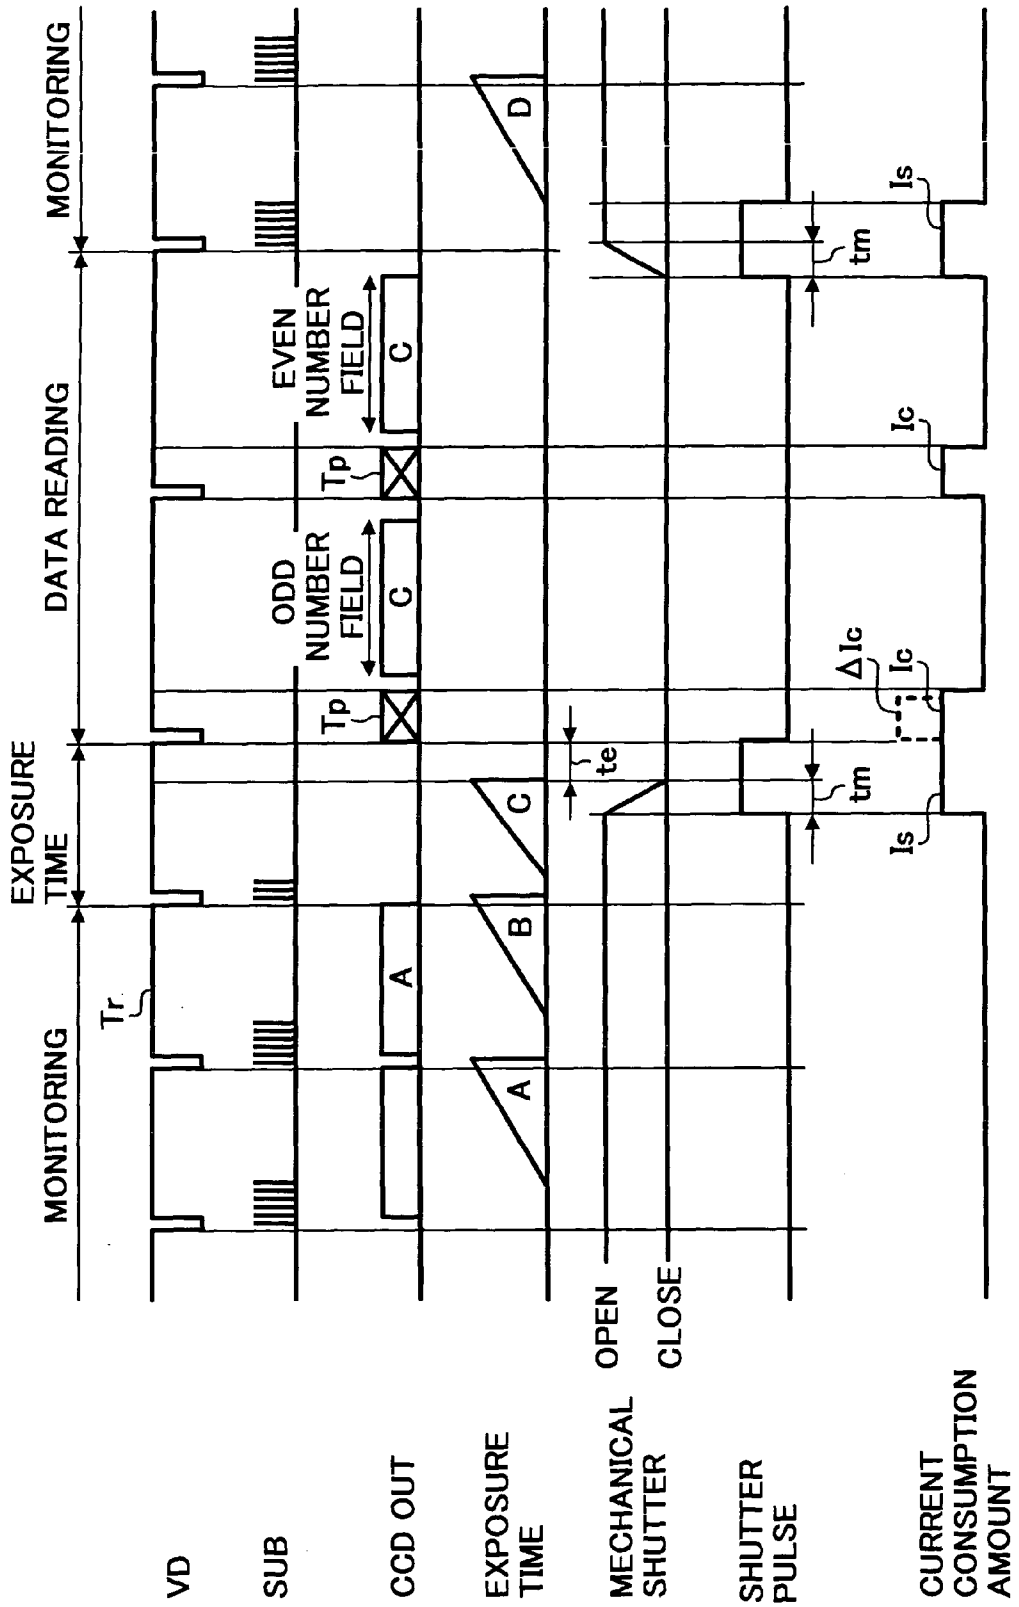 MONITORING
EXPOSURE
TIME
DATA READING
MONITORING
VD
Tr
SUB
ODD
NUMBER
FIELD
EVEN
NUMBER
FIELD
CCD OUT
A
Tp
C
Tp
C
EXPOSURE
TIME
A
B
C
D
te
MECHANICAL
SHUTTER
OPEN
CLOSE
SHUTTER
PULSE
tm
tm
CURRENT
CONSUMPTION
AMOUNT
Is
ΔIc
Ic
Ic
Is